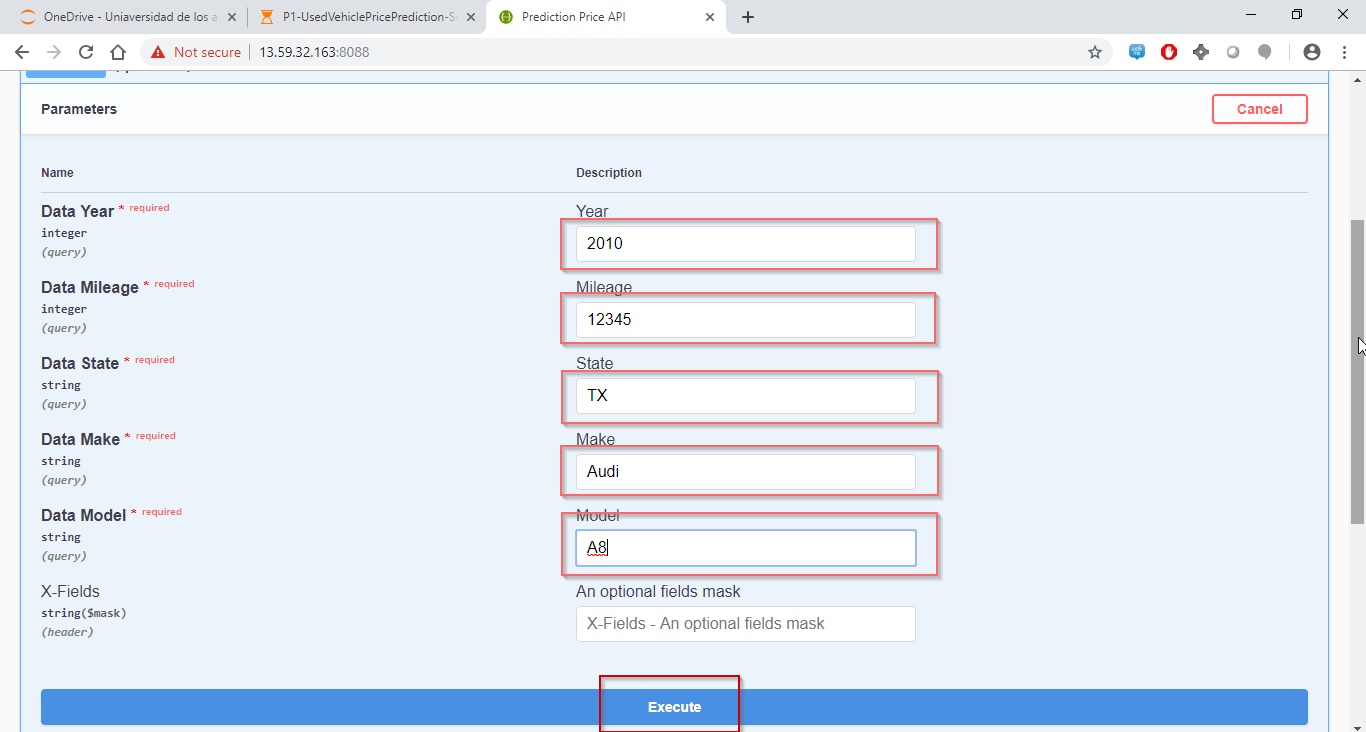 OneDrive - Uniaversidad de los a
P1-UsedVehiclePricePrediction-S
Prediction Price API
Not secure
13.59.32.163:8088
Parameters
Cancel
Name
Description
Data Year * required
integer
(query)
Year
2010
Data Mileage * required
integer
(query)
Mileage
12345
Data State * required
string
(query)
State
TX
Data Make * required
string
(query)
Make
Audi
Data Model * required
string
(query)
Model
A8
X-Fields
string($mask)
(header)
An optional fields mask
X-Fields - An optional fields mask
Execute